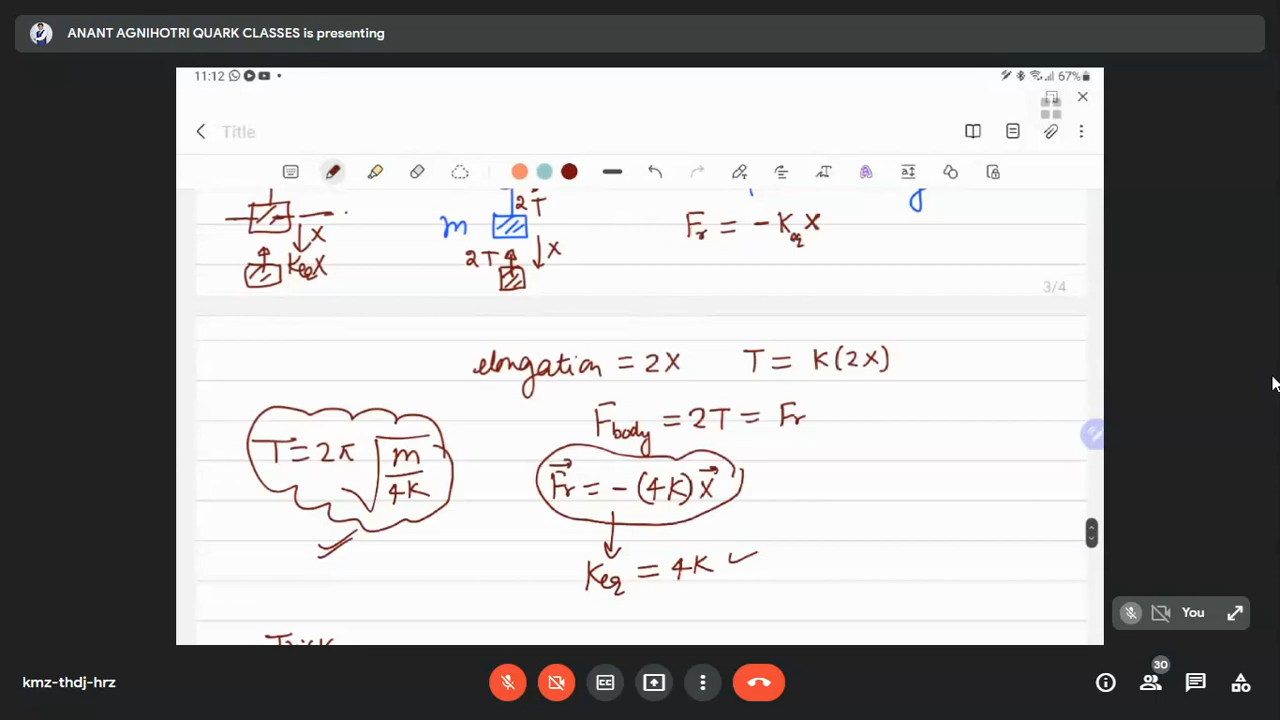 ANANT AGNIHOTRI QUARK CLASSES is presenting
11:12
67%
Title
2T
m
X
Keq X
2T
X
Fr = - Keq X
3/4
elongation = 2X T = K(2X)
Fbody = 2T = Fr
T = 2π √(m/4K)
Fr = - (4K) X
Keq = 4K ✓
You
kmz-thdj-hrz
CC
30